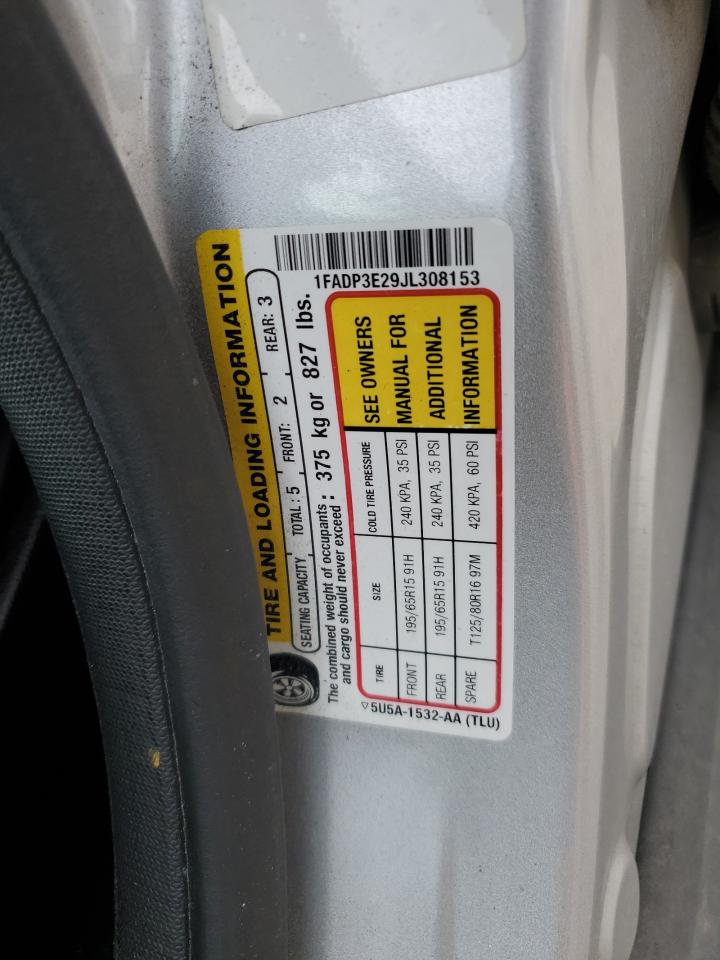 TIRE AND LOADING INFORMATION
SEATING CAPACITY TOTAL : 5 FRONT: 2 REAR: 3
The combined weight of occupants : 375 kg or 827 lbs.
and cargo should never exceed :
1FADP3E29JL308153
TIRE SIZE COLD TIRE PRESSURE
FRONT 195/65R15 91H 240 KPA, 35 PSI
REAR 195/65R15 91H 240 KPA, 35 PSI
SPARE T125/80R16 97M 420 KPA, 60 PSI
SEE OWNERS
MANUAL FOR
ADDITIONAL
INFORMATION
▽5U5A-1532-AA (TLU)